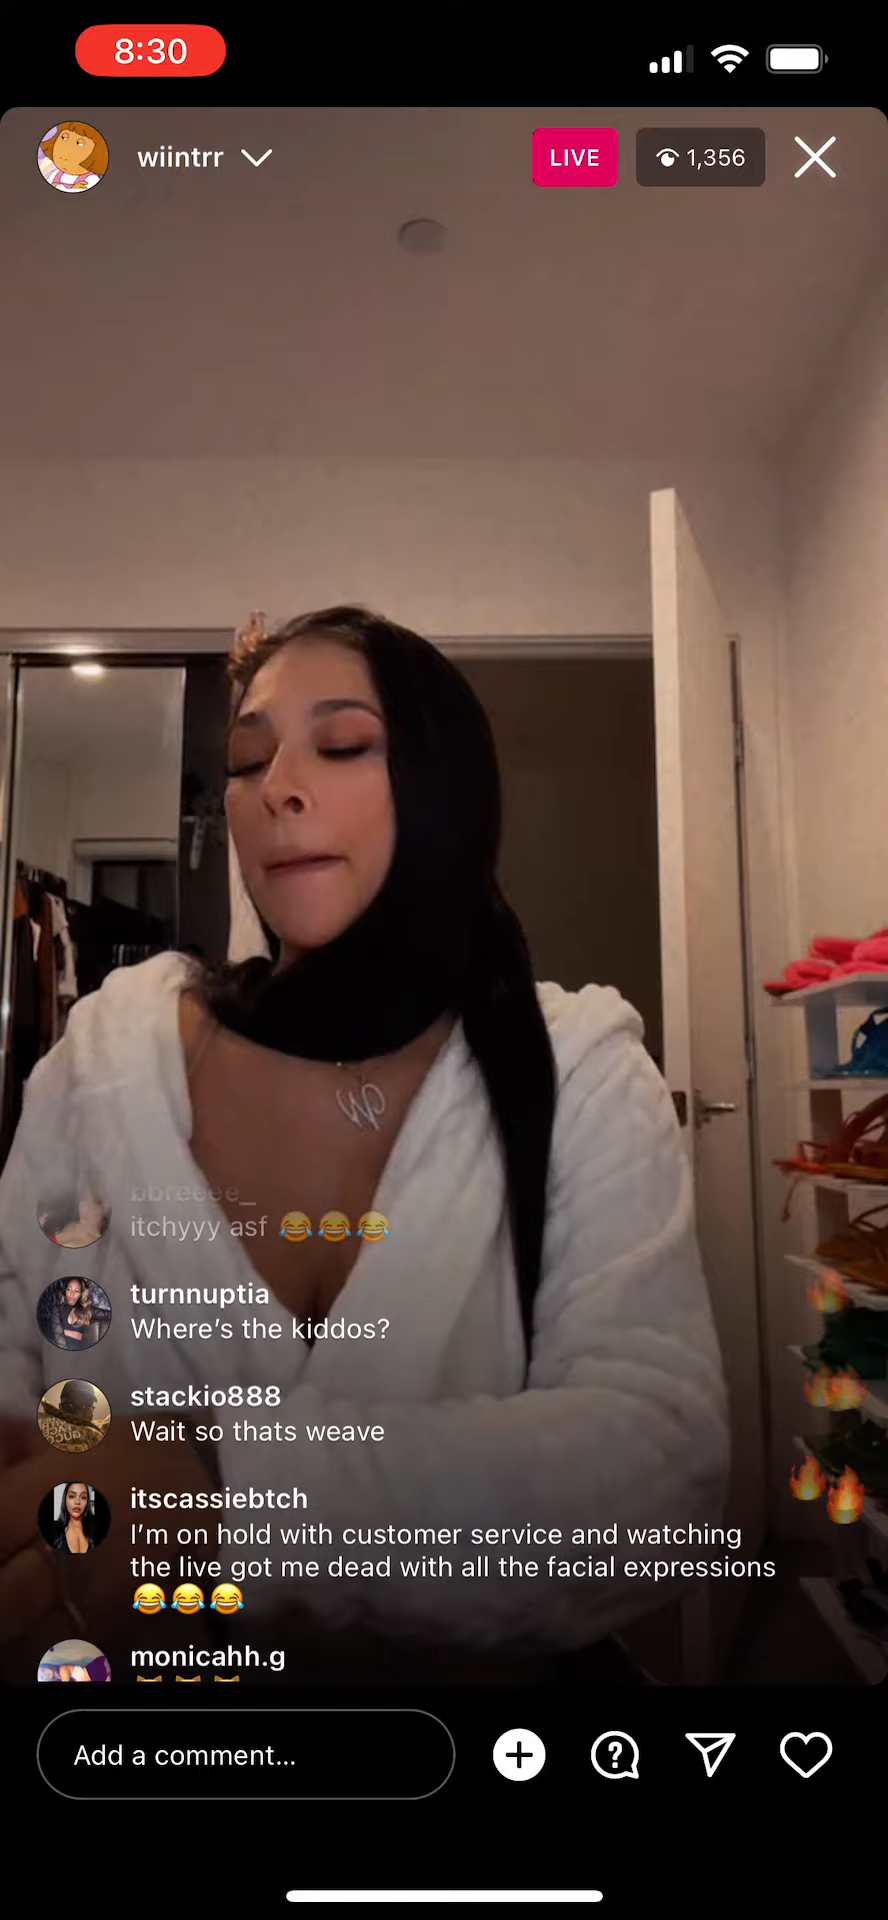 8:30
wiintrr
LIVE
1,356
bbreeee_
itchyyy asf 😂😂😂
turnnuptia
Where's the kiddos?
stackio888
Wait so thats weave
itscassiebtch
I'm on hold with customer service and watching
the live got me dead with all the facial expressions
😂😂😂
monicahh.g
Add a comment...